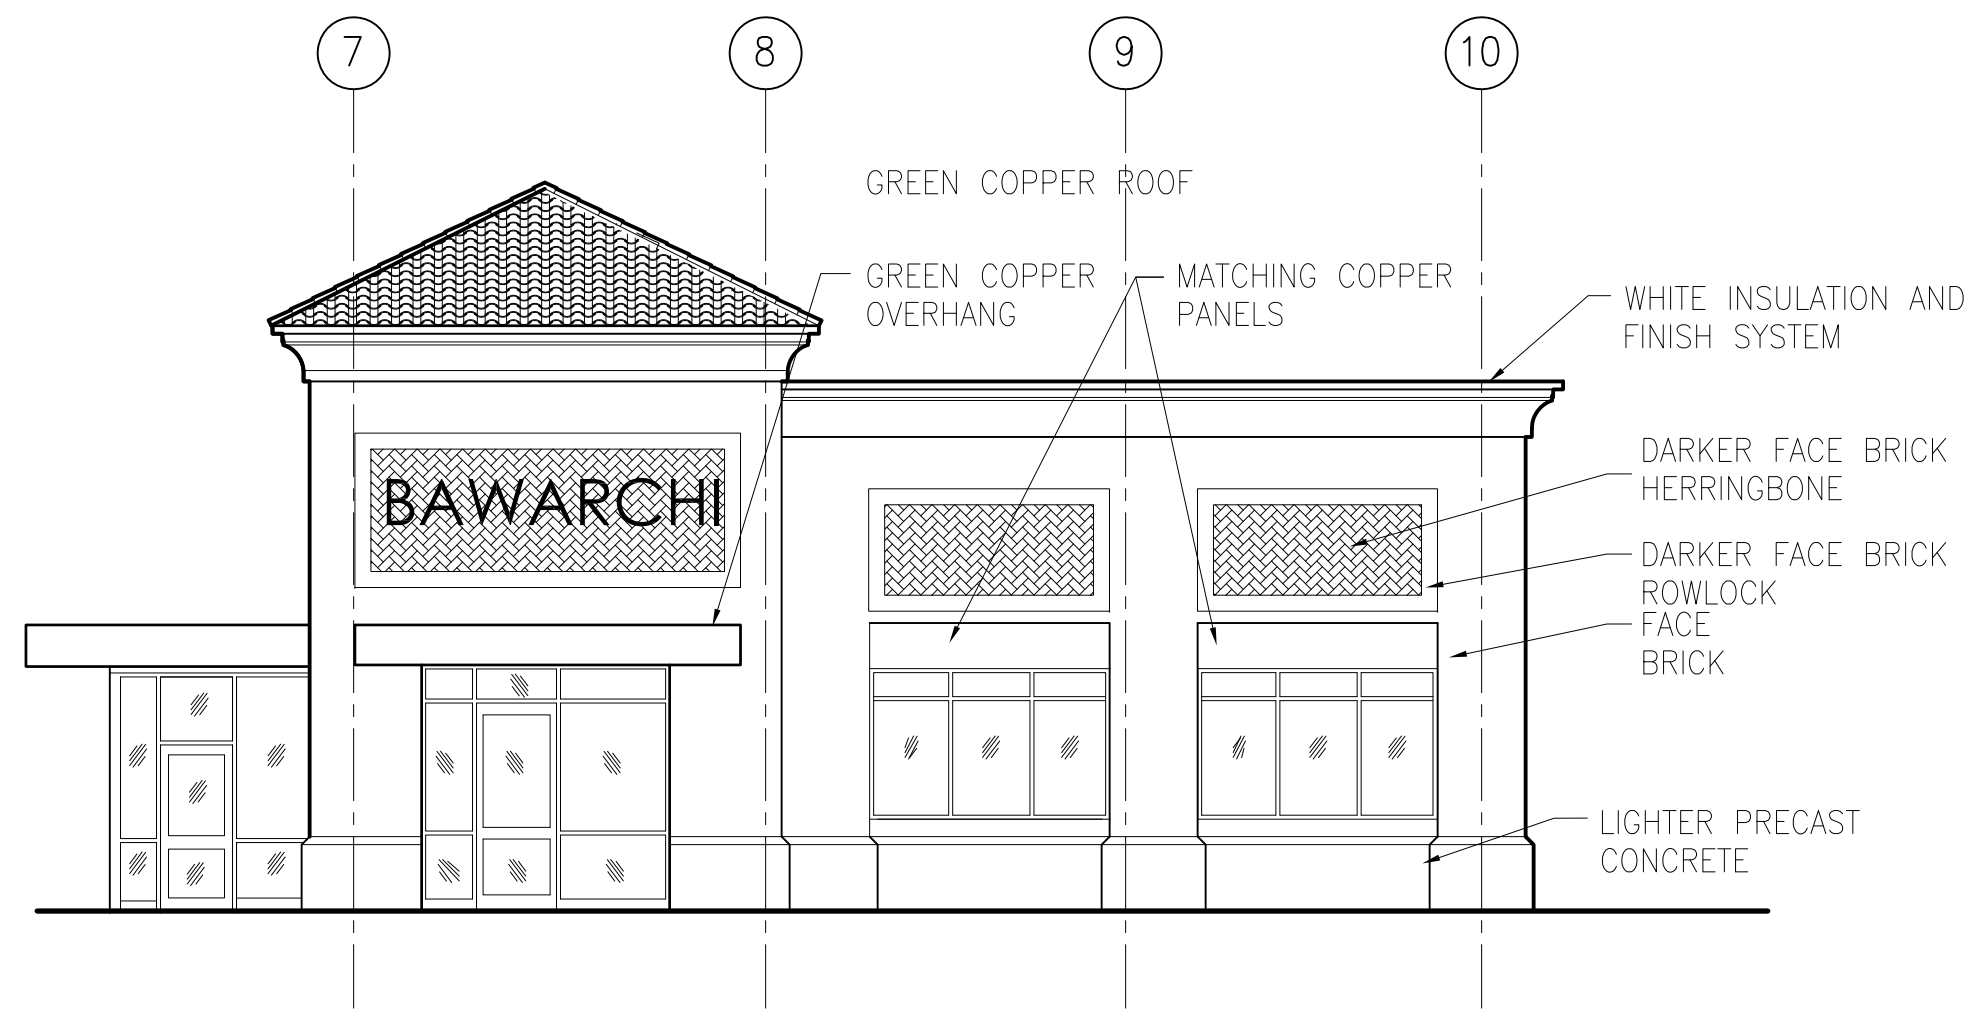 7
8
9
10
GREEN COPPER ROOF
GREEN COPPER
OVERHANG
MATCHING COPPER
PANELS
WHITE INSULATION AND
FINISH SYSTEM
DARKER FACE BRICK
HERRINGBONE
BAWARCHI
DARKER FACE BRICK
ROWLOCK
FACE
BRICK
LIGHTER PRECAST
CONCRETE